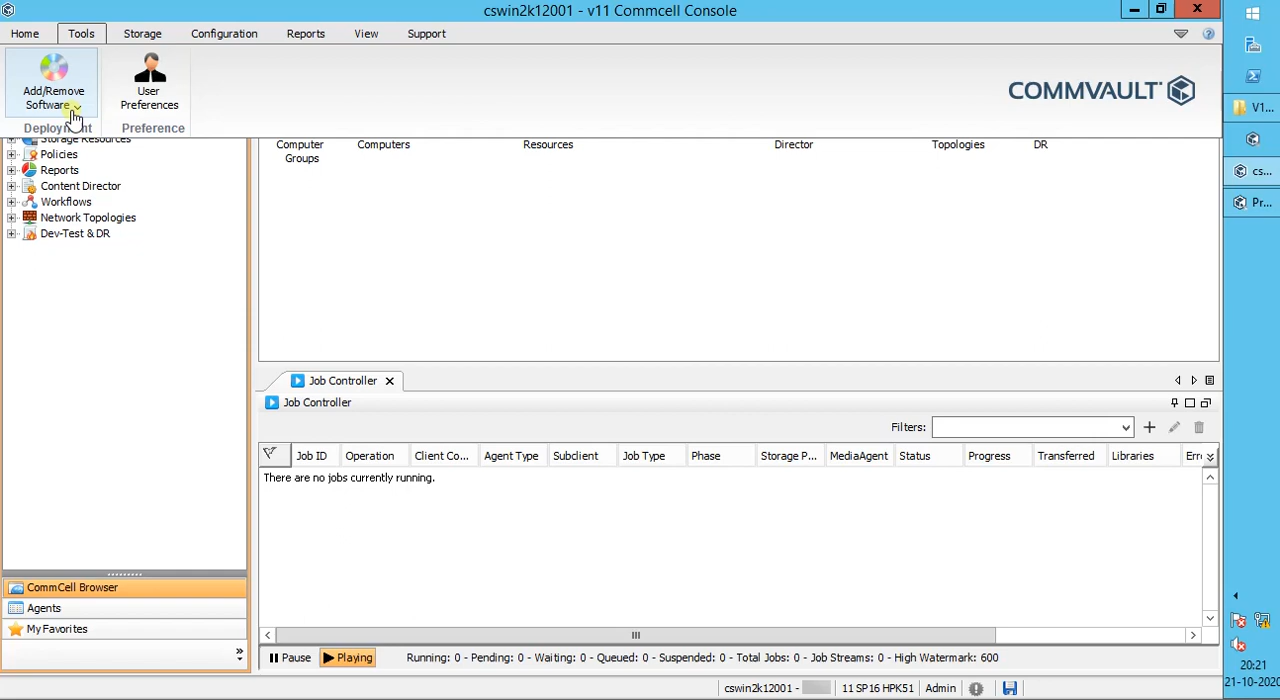 cswin2k12001 - v11 Commcell Console
Home Tools Storage Configuration Reports View Support
Add/Remove
Software
User
Preferences
Deployment Preference
COMMVAULT
Storage Resources
Policies
Reports
Content Director
Workflows
Network Topologies
Dev-Test & DR
Computer
Groups
Computers
Resources
Director
Topologies
DR
V1...
cs...
Pr...
Job Controller
Job Controller
Filters:
Job ID Operation Client Co... Agent Type Subclient Job Type Phase Storage P... MediaAgent Status Progress Transferred Libraries Err
There are no jobs currently running.
CommCell Browser
Agents
My Favorites
Pause Playing Running: 0 - Pending: 0 - Waiting: 0 - Queued: 0 - Suspended: 0 - Total Jobs: 0 - Job Streams: 0 - High Watermark: 600
cswin2k12001 - 11 SP16 HPK51 Admin
20:21
21-10-2020